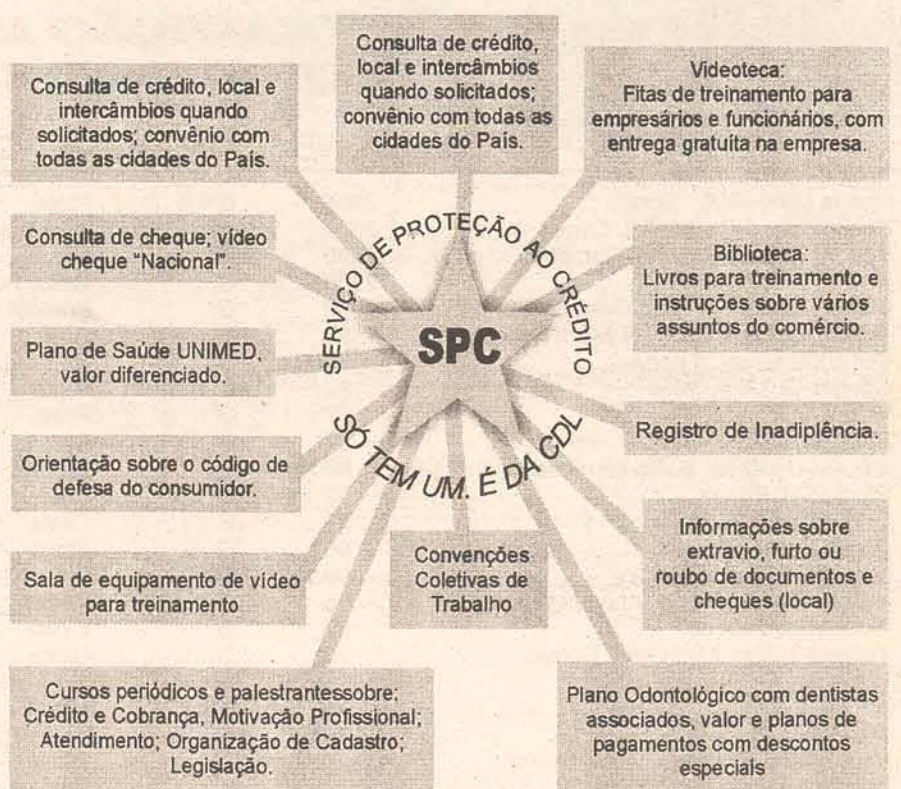 Consulta de crédito, local e
intercâmbios quando
solicitados; convênio com
todas as cidades do País.
Consulta de crédito,
local e intercâmbios
quando solicitados;
convênio com todas as
cidades do País.
Videoteca:
Fitas de treinamento para
empresários e funcionários, com
entrega gratuíta na empresa.
Consulta de cheque; vídeo
cheque "Nacional".
Biblioteca:
Livros para treinamento e
instruções sobre vários
assuntos do comércio.
SERVIÇO DE PROTEÇÃO AO CRÉDITO
SPC
SÓ TEM UM. É DA CDL
Plano de Saúde UNIMED,
valor diferenciado.
Registro de Inadiplência.
Orientação sobre o código de
defesa do consumidor.
Informações sobre
extravio, furto ou
roubo de documentos e
cheques (local)
Sala de equipamento de vídeo
para treinamento
Convenções
Coletivas de
Trabalho
Cursos periódicos e palestrantessobre:
Crédito e Cobrança, Motivação Profissional;
Atendimento; Organização de Cadastro;
Legislação.
Plano Odontológico com dentistas
associados, valor e planos de
pagamentos com descontos
especiais